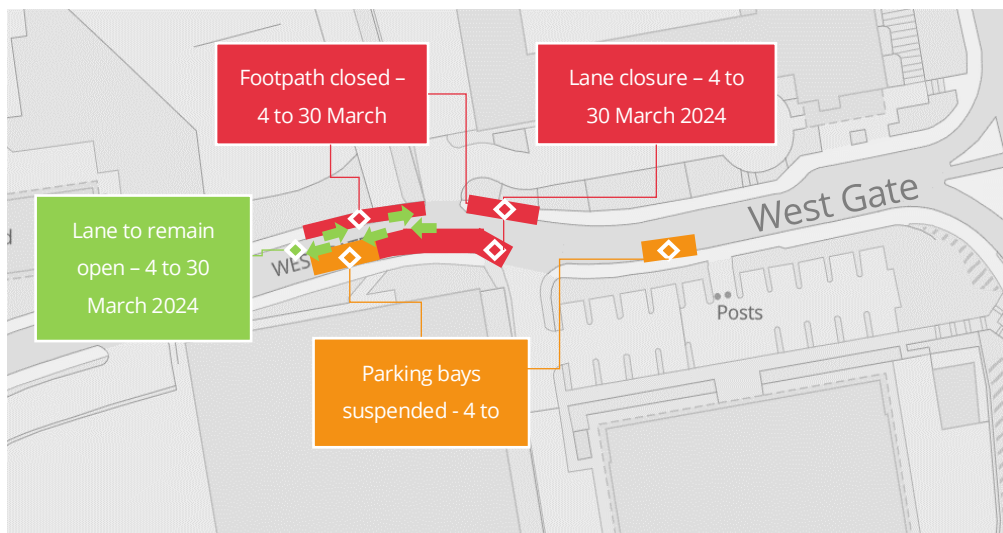 Footpath closed –
4 to 30 March
Lane closure – 4 to
30 March 2024
West Gate
Lane to remain
open – 4 to 30
March 2024
Posts
Parking bays
suspended - 4 to